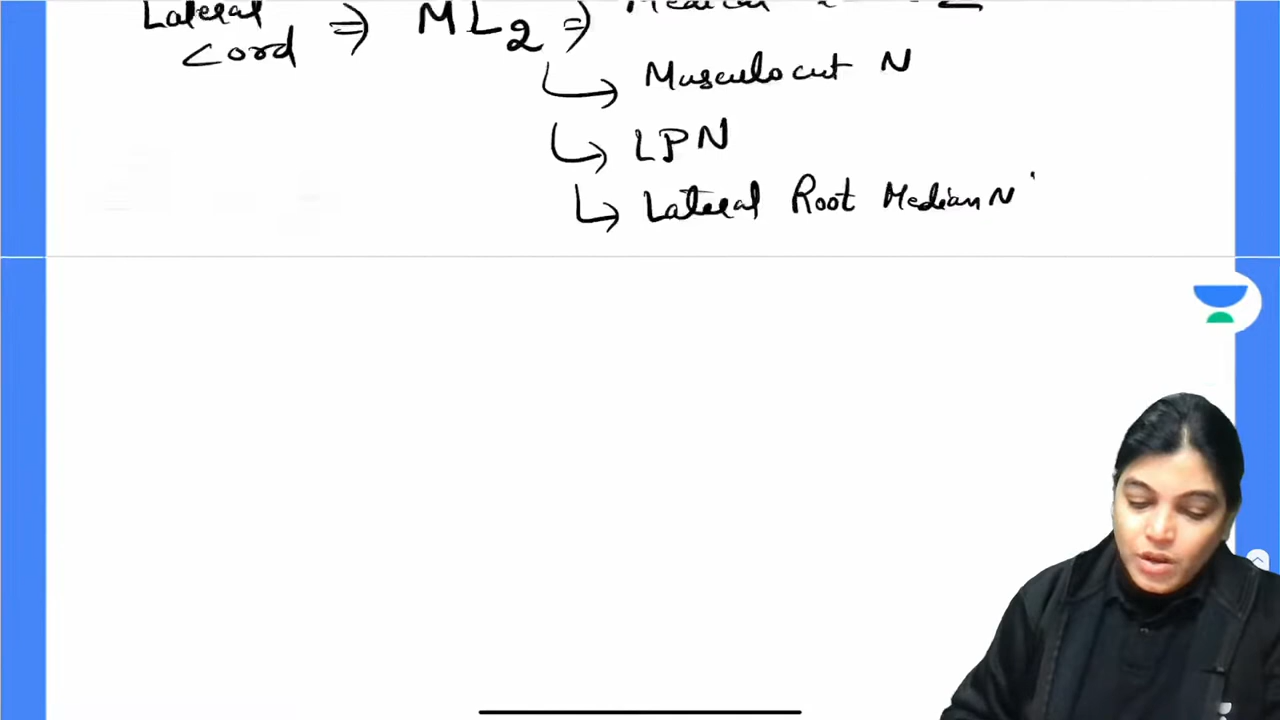 Lateral Cord ⇒ ML2 ⇒
↳ Musculocut N
↳ LPN
↳ Lateral Root Median N